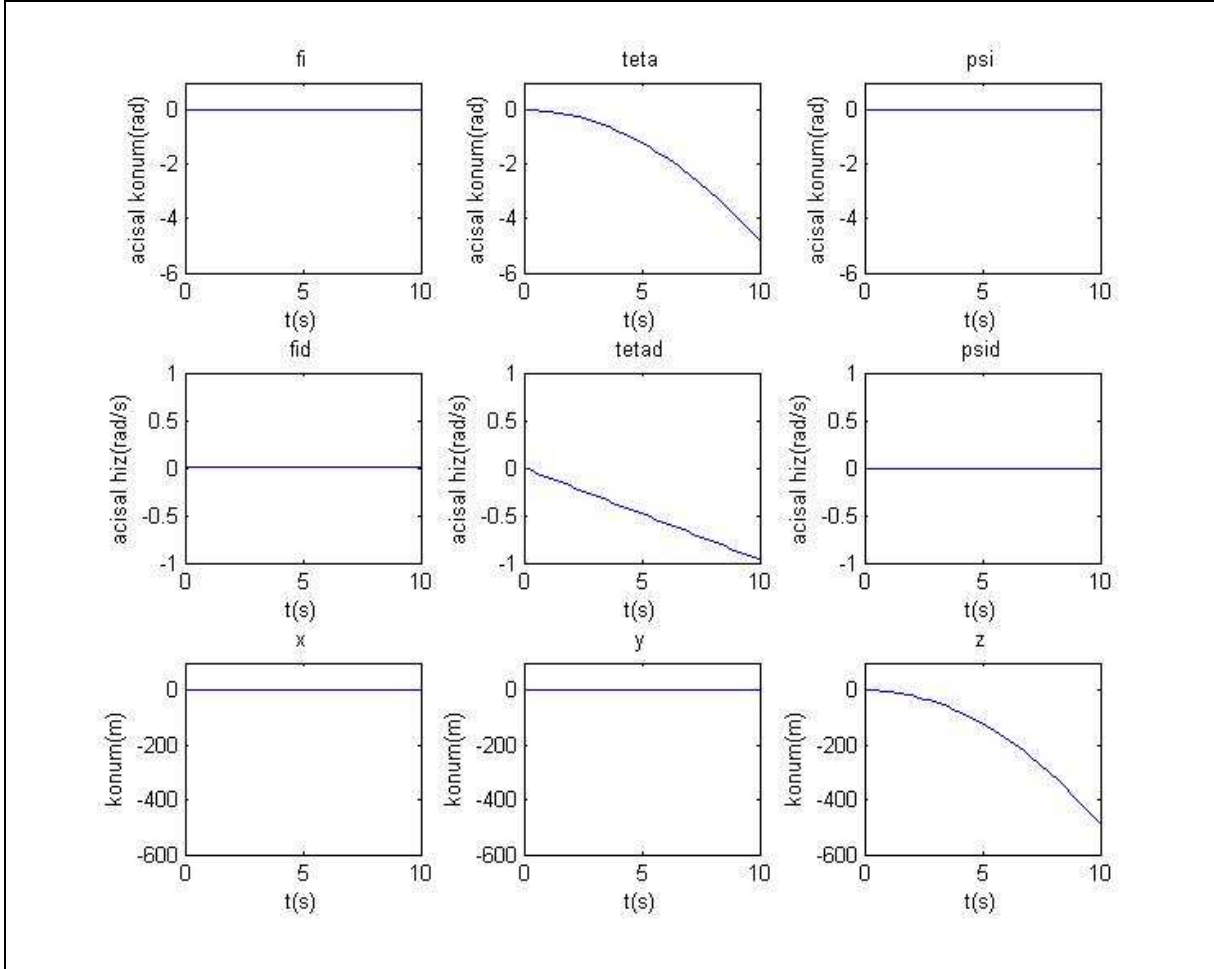 fi
teta
psi
acisal konum(rad)
0
-2
-4
-6
0
5
10
t(s)
acisal konum(rad)
0
-2
-4
-6
0
5
10
t(s)
acisal konum(rad)
0
-2
-4
-6
0
5
10
t(s)
fid
tetad
psid
acisal hiz(rad/s)
1
0.5
0
-0.5
-1
0
5
10
t(s)
acisal hiz(rad/s)
1
0.5
0
-0.5
-1
0
5
10
t(s)
acisal hiz(rad/s)
1
0.5
0
-0.5
-1
0
5
10
t(s)
x
y
z
konum(m)
0
-200
-400
-600
0
5
10
t(s)
konum(m)
0
-200
-400
-600
0
5
10
t(s)
konum(m)
0
-200
-400
-600
0
5
10
t(s)